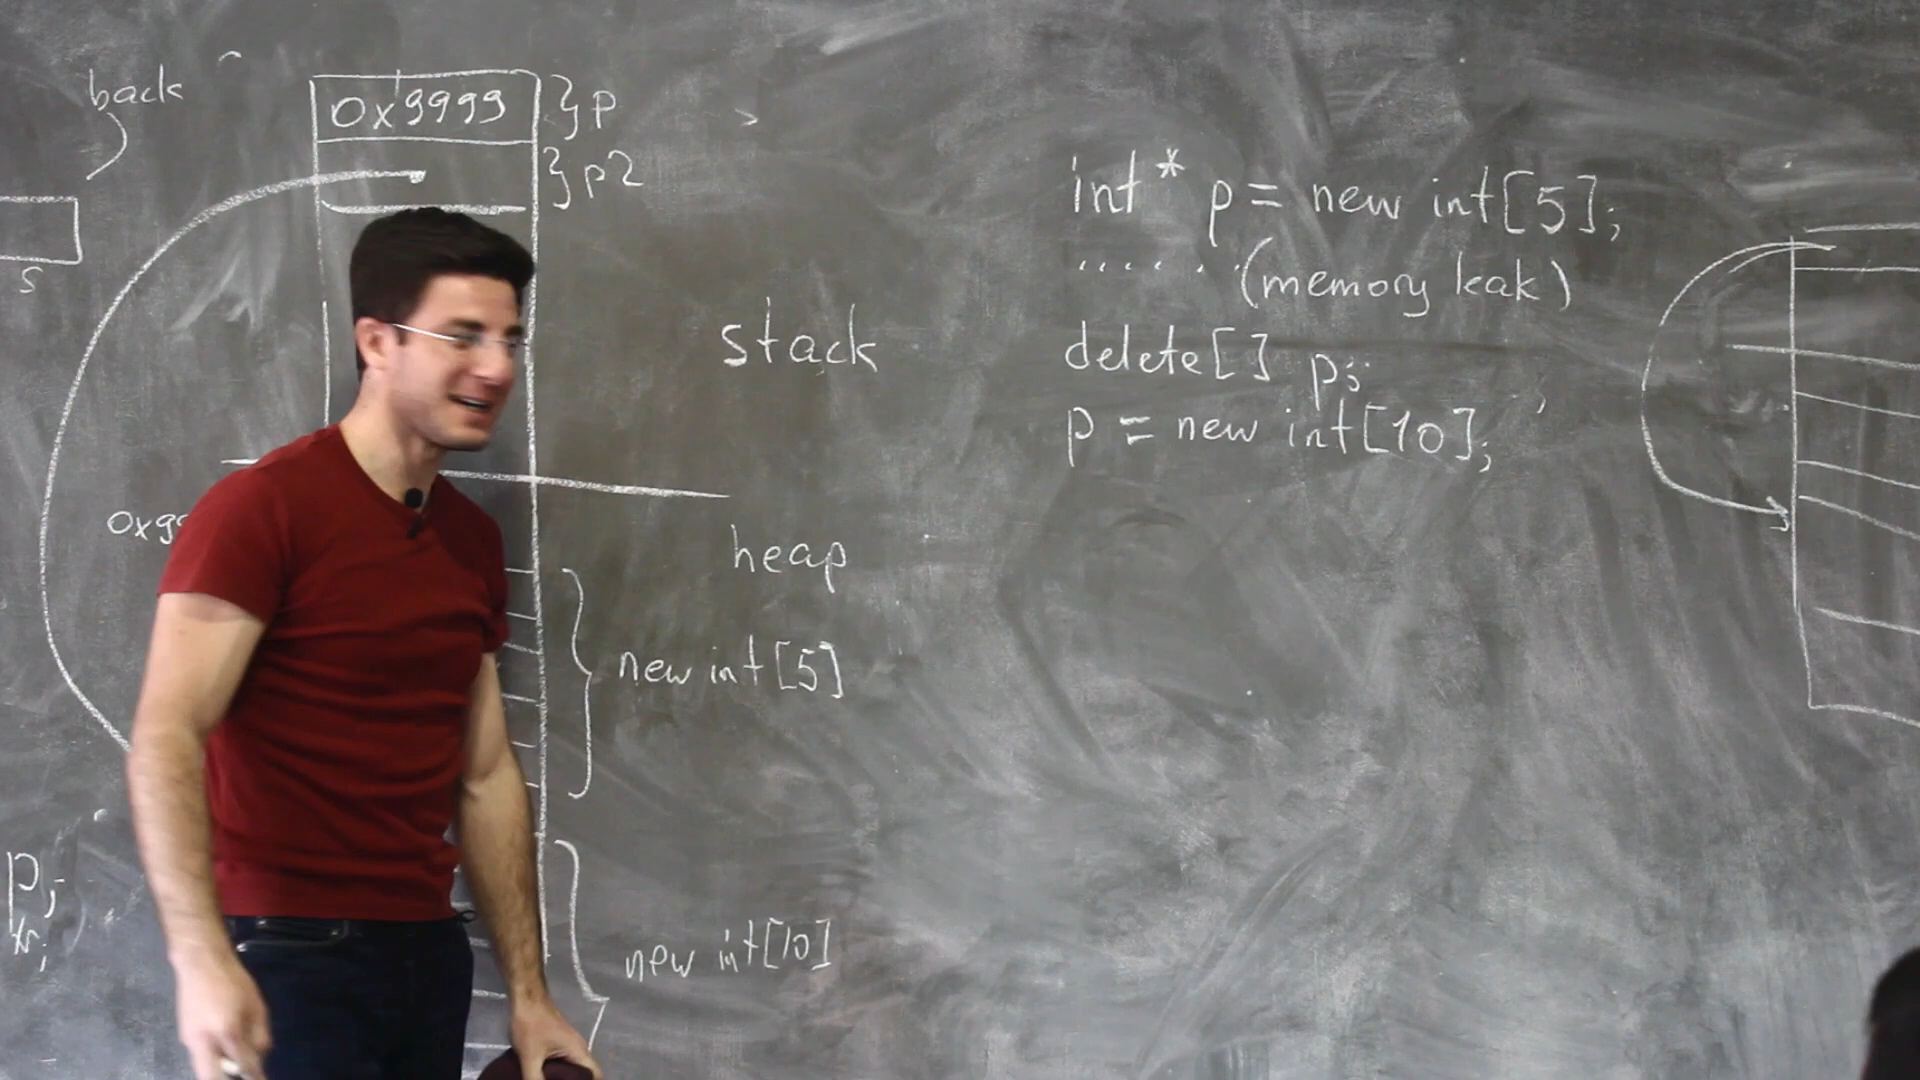 back
0x9999 } p
} p2
s
stack
heap
new int[5]
new int[10]
p;
int* p = new int[5];
..... (memory leak)
delete[] p;
p = new int[10];